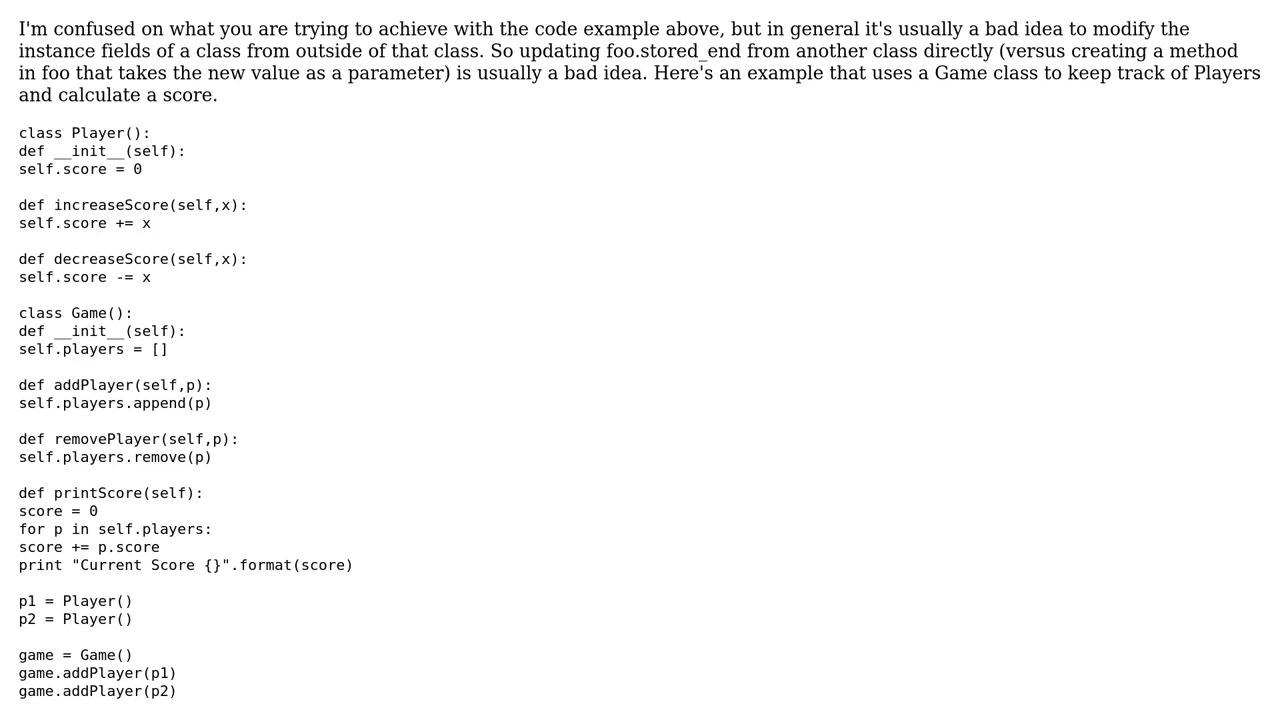 I'm confused on what you are trying to achieve with the code example above, but in general it's usually a bad idea to modify the
instance fields of a class from outside of that class. So updating foo.stored_end from another class directly (versus creating a method
in foo that takes the new value as a parameter) is usually a bad idea. Here's an example that uses a Game class to keep track of Players
and calculate a score.
class Player():
def __init__(self):
self.score = 0
def increaseScore(self,x):
self.score += x
def decreaseScore(self,x):
self.score -= x
class Game():
def __init__(self):
self.players = []
def addPlayer(self,p):
self.players.append(p)
def removePlayer(self,p):
self.players.remove(p)
def printScore(self):
score = 0
for p in self.players:
score += p.score
print "Current Score {}".format(score)
p1 = Player()
p2 = Player()
game = Game()
game.addPlayer(p1)
game.addPlayer(p2)